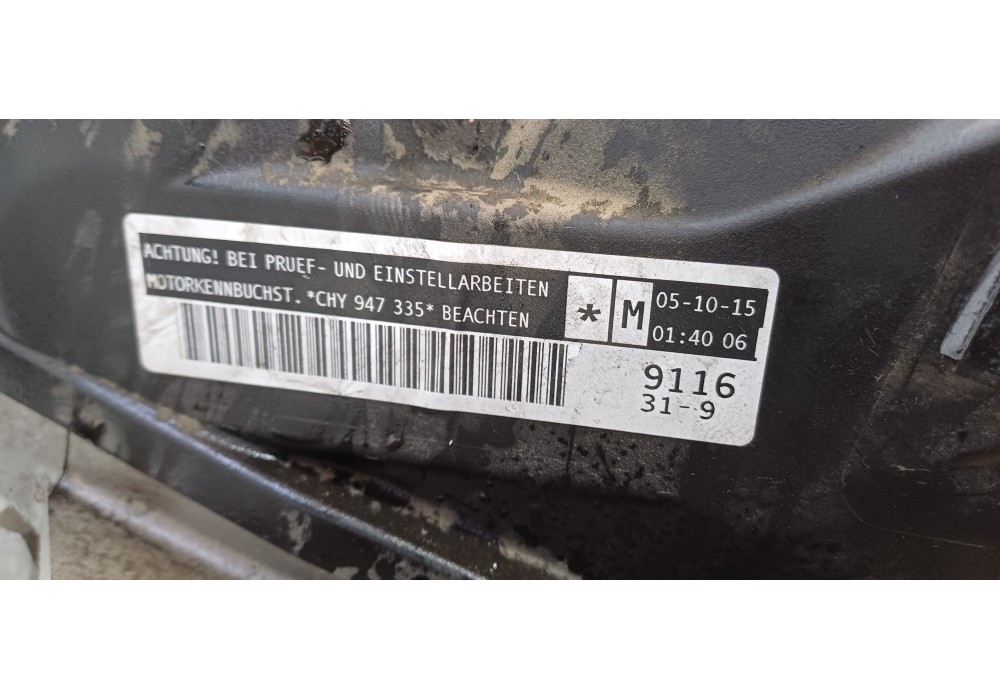 ACHTUNG! BEI PRUEF- UND EINSTELLARBEITEN
MOTORKENNBUCHST. *CHY 947 335* BEACHTEN
* M
05-10-15
01:40 06
9116
31-9